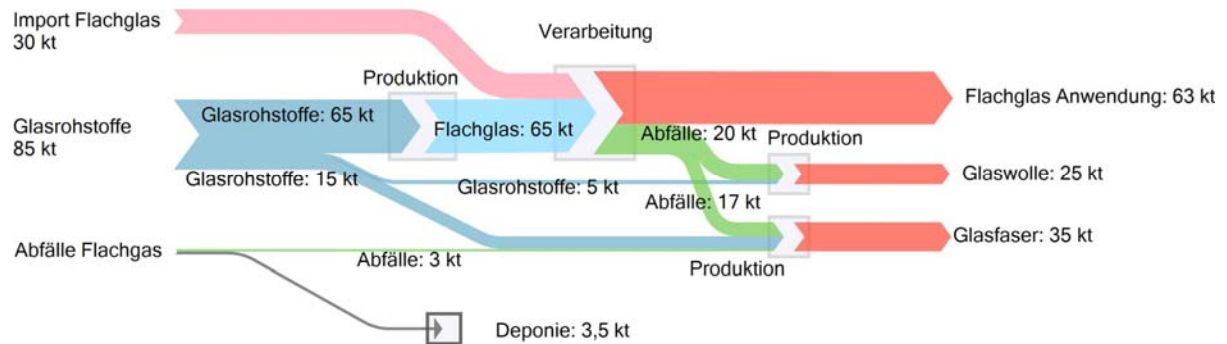 Import Flachglas
30 kt
Verarbeitung
Produktion
Flachglas Anwendung: 63 kt
Glasrohstoffe: 65 kt
Glasrohstoffe
85 kt
Flachglas: 65 kt
Abfälle: 20 kt
Produktion
Glasrohstoffe: 15 kt
Glasrohstoffe: 5 kt
Glaswolle: 25 kt
Abfälle: 17 kt
Glasfaser: 35 kt
Abfälle Flachgas
Abfälle: 3 kt
Produktion
Deponie: 3,5 kt